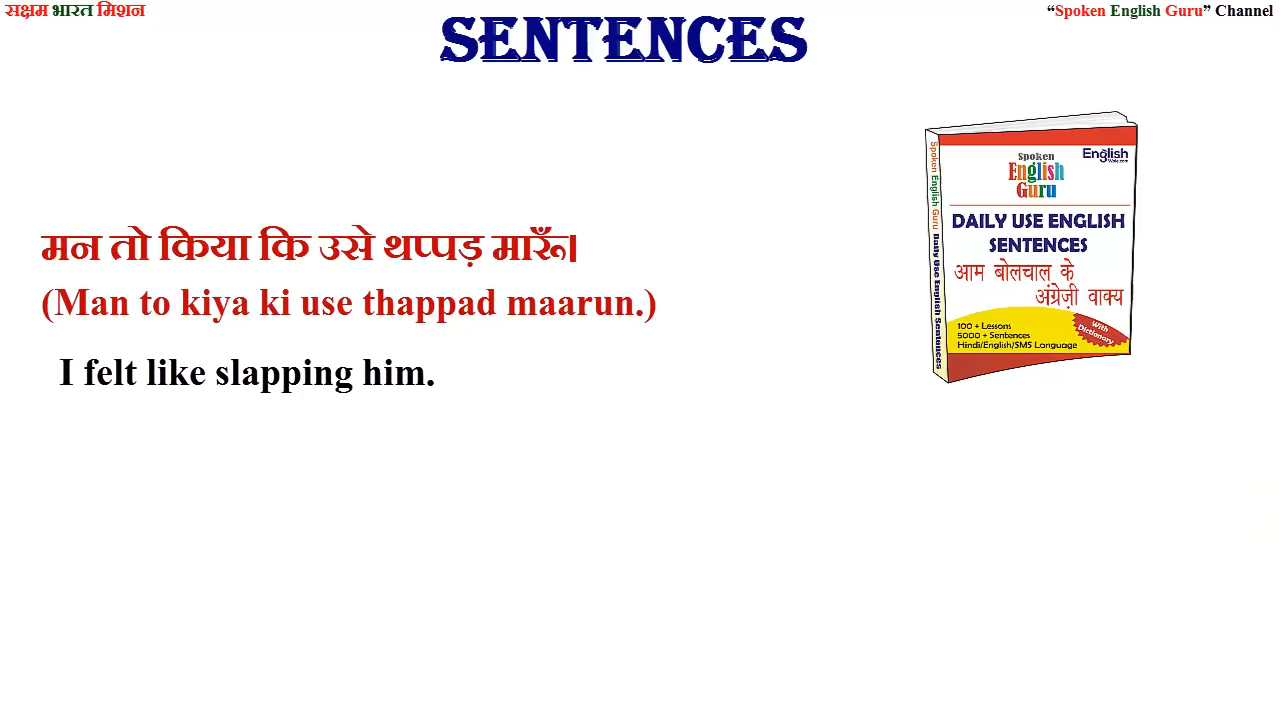 सक्षम भारत मिशन
“Spoken English Guru” Channel
SENTENCES
मन तो किया कि उसे थप्पड़ मारूँ।
(Man to kiya ki use thappad maarun.)
I felt like slapping him.
Spoken English Guru Daily Use English Sentences
Spoken
English
Guru
English
Wale.com
DAILY USE ENGLISH
SENTENCES
आम बोलचाल के
अंग्रेज़ी वाक्य
100 + Lessons
5000 + Sentences
Hindi/English/SMS Language
With
Dictionary